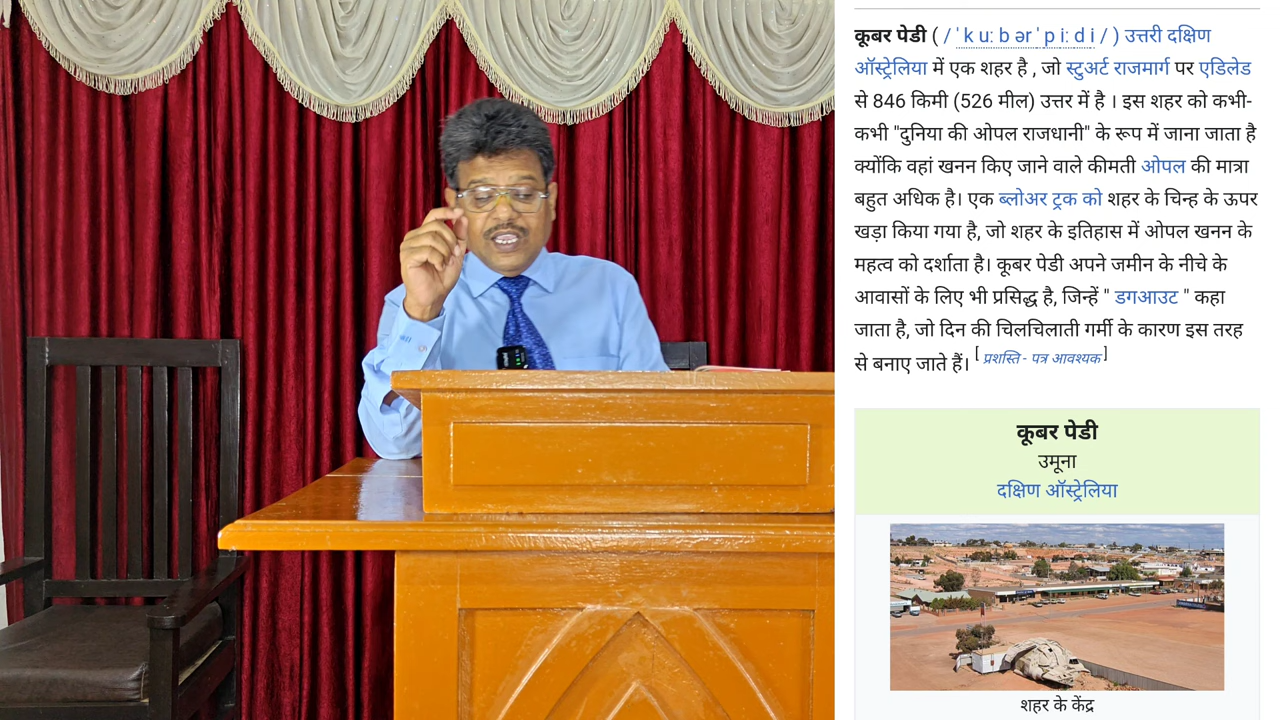 कूबर पेडी ( / ˈ k uː b ər ˈ p iː d i / ) उत्तरी दक्षिण
ऑस्ट्रेलिया में एक शहर है , जो स्टुअर्ट राजमार्ग पर एडिलेड
से 846 किमी (526 मील) उत्तर में है । इस शहर को कभी-
कभी "दुनिया की ओपल राजधानी" के रूप में जाना जाता है
क्योंकि वहां खनन किए जाने वाले कीमती ओपल की मात्रा
बहुत अधिक है। एक ब्लोअर ट्रक को शहर के चिन्ह के ऊपर
खड़ा किया गया है, जो शहर के इतिहास में ओपल खनन के
महत्व को दर्शाता है। कूबर पेडी अपने जमीन के नीचे के
आवासों के लिए भी प्रसिद्ध है, जिन्हें " डगआउट " कहा
जाता है, जो दिन की चिलचिलाती गर्मी के कारण इस तरह
से बनाए जाते हैं। [ प्रशस्ति - पत्र आवश्यक ]
कूबर पेडी
उमूना
दक्षिण ऑस्ट्रेलिया
शहर के केंद्र